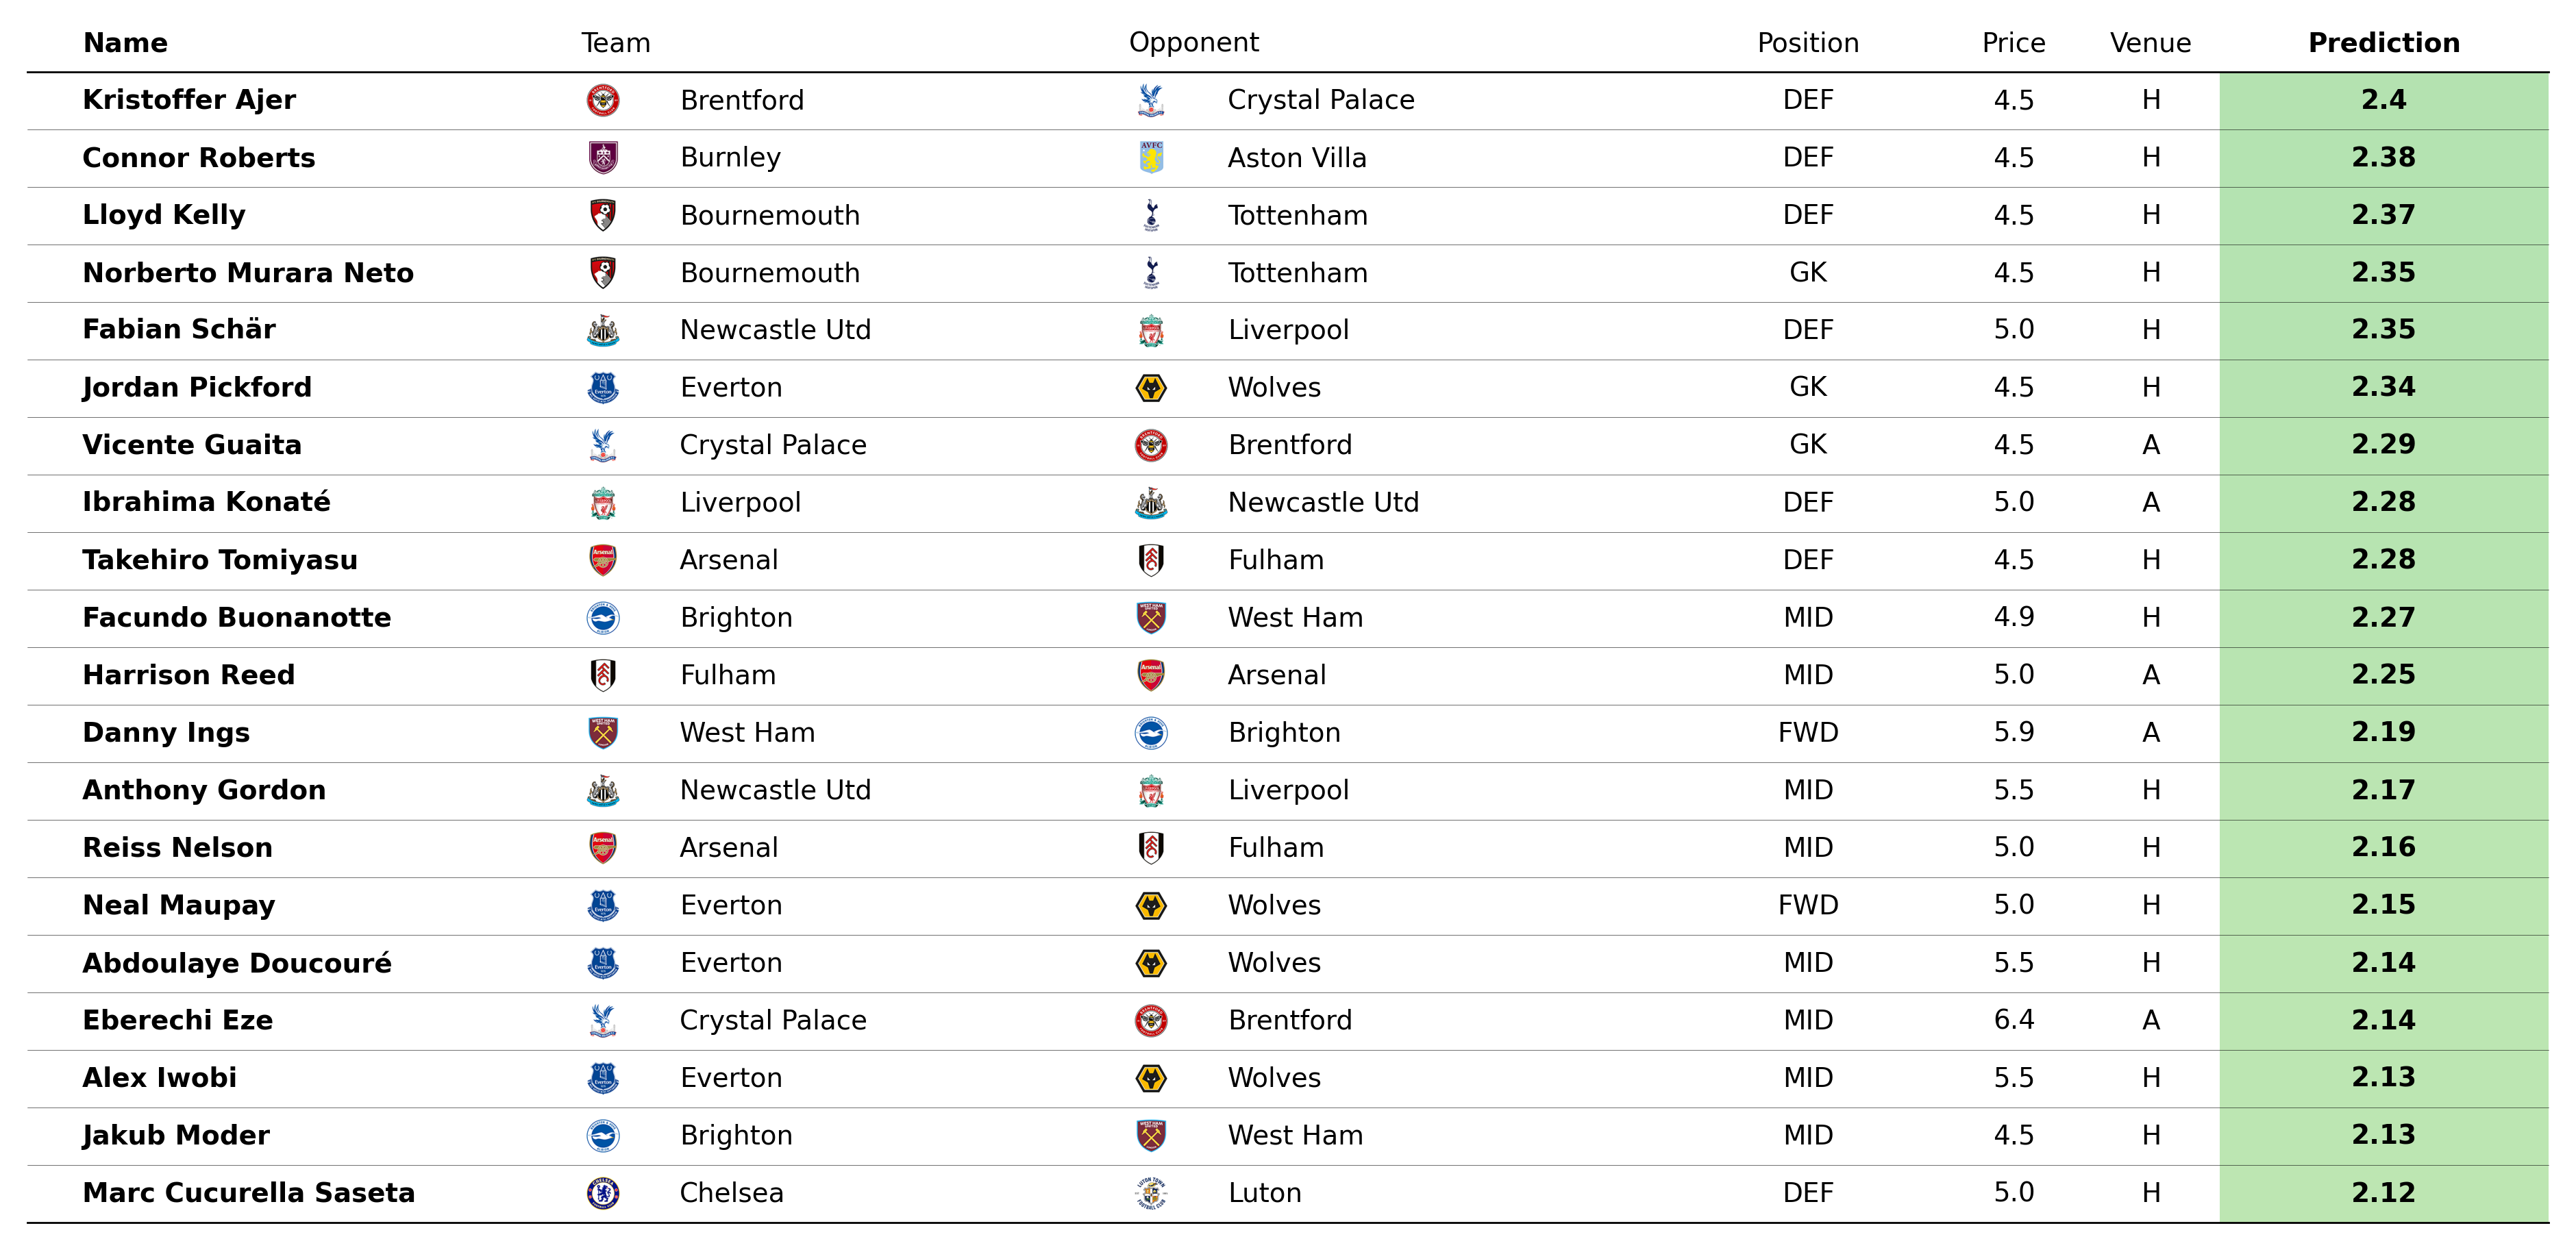 Name Team Opponent Position Price Venue Prediction
Kristoffer Ajer Brentford Crystal Palace DEF 4.5 H 2.4
Connor Roberts Burnley AVFC Aston Villa DEF 4.5 H 2.38
Lloyd Kelly Bournemouth Tottenham DEF 4.5 H 2.37
Norberto Murara Neto Bournemouth Tottenham GK 4.5 H 2.35
Fabian Schär Newcastle Utd Liverpool DEF 5.0 H 2.35
Jordan Pickford Everton Everton Wolves GK 4.5 H 2.34
Vicente Guaita Crystal Palace Brentford GK 4.5 A 2.29
Ibrahima Konaté Liverpool Newcastle Utd DEF 5.0 A 2.28
Takehiro Tomiyasu Arsenal Arsenal Fulham DEF 4.5 H 2.28
Facundo Buonanotte Brighton West Ham MID 4.9 H 2.27
Harrison Reed Fulham Arsenal Arsenal MID 5.0 A 2.25
Danny Ings West Ham Brighton FWD 5.9 A 2.19
Anthony Gordon Newcastle Utd Liverpool MID 5.5 H 2.17
Reiss Nelson Arsenal Arsenal Fulham MID 5.0 H 2.16
Neal Maupay Everton Everton Wolves FWD 5.0 H 2.15
Abdoulaye Doucouré Everton Everton Wolves MID 5.5 H 2.14
Eberechi Eze Crystal Palace Brentford MID 6.4 A 2.14
Alex Iwobi Everton Everton Wolves MID 5.5 H 2.13
Jakub Moder Brighton West Ham MID 4.5 H 2.13
Marc Cucurella Saseta Chelsea Luton DEF 5.0 H 2.12